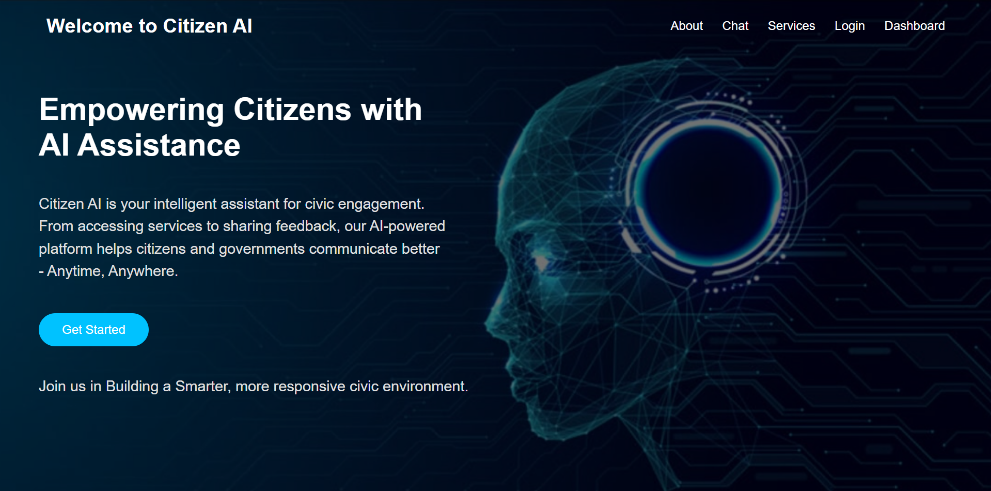 Welcome to Citizen AI
About Chat Services Login Dashboard
Empowering Citizens with
AI Assistance
Citizen AI is your intelligent assistant for civic engagement.
From accessing services to sharing feedback, our AI-powered
platform helps citizens and governments communicate better
- Anytime, Anywhere.
Get Started
Join us in Building a Smarter, more responsive civic environment.